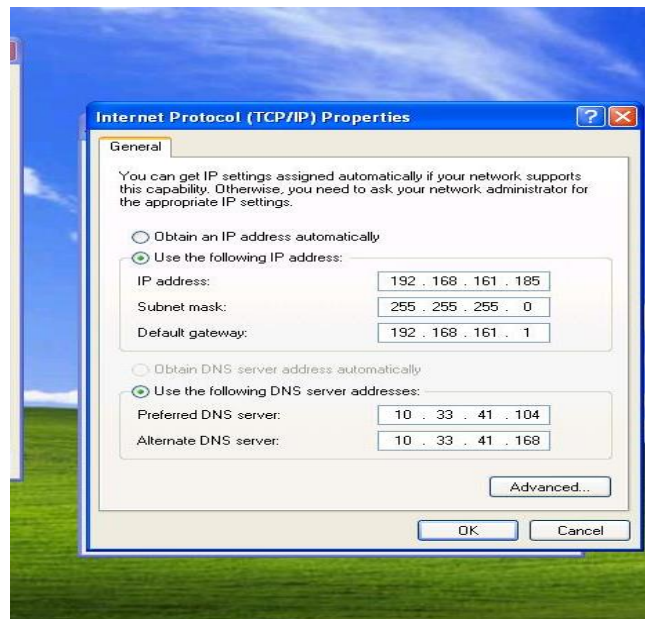 Internet Protocol (TCP/IP) Properties
General
You can get IP settings assigned automatically if your network supports
this capability. Otherwise, you need to ask your network administrator for
the appropriate IP settings.
Obtain an IP address automatically
Use the following IP address:
IP address: 192 . 168 . 161 . 185
Subnet mask: 255 . 255 . 255 . 0
Default gateway: 192 . 168 . 161 . 1
Obtain DNS server address automatically
Use the following DNS server addresses:
Preferred DNS server: 10 . 33 . 41 . 104
Alternate DNS server: 10 . 33 . 41 . 168
Advanced...
OK Cancel